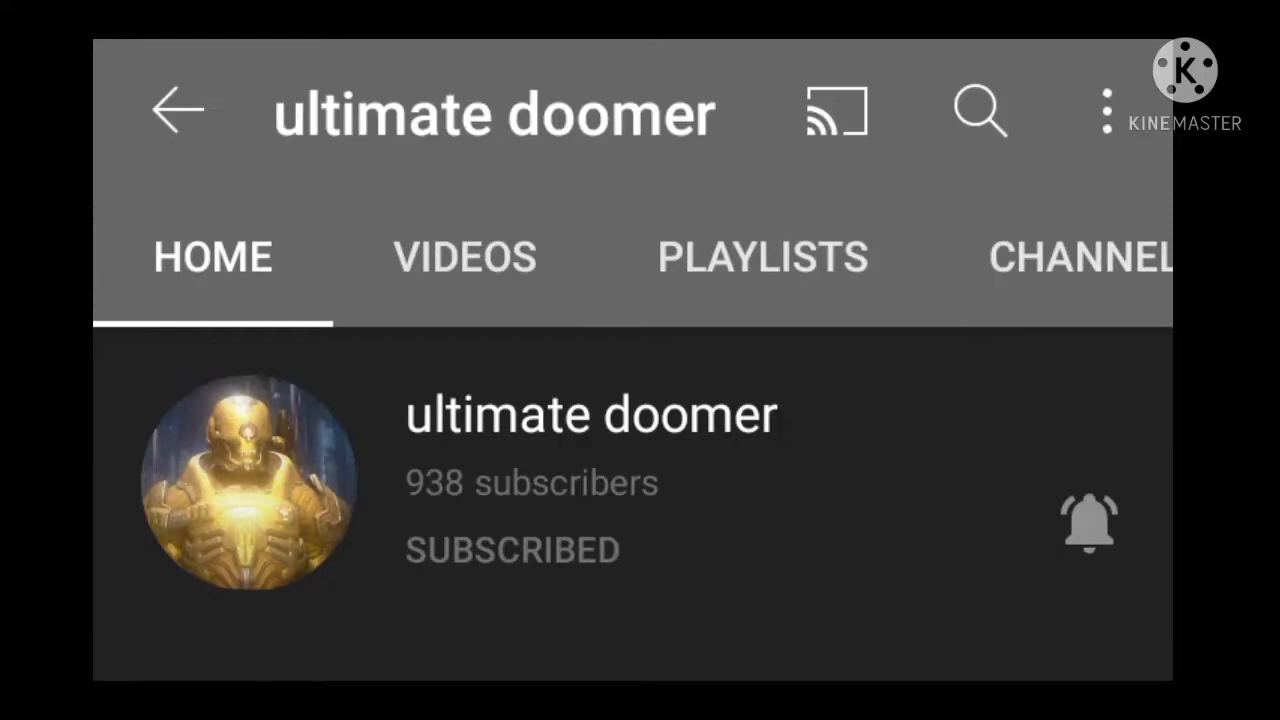 ultimate doomer
K
KINEMASTER
HOME VIDEOS PLAYLISTS CHANNEL
ultimate doomer
938 subscribers
SUBSCRIBED